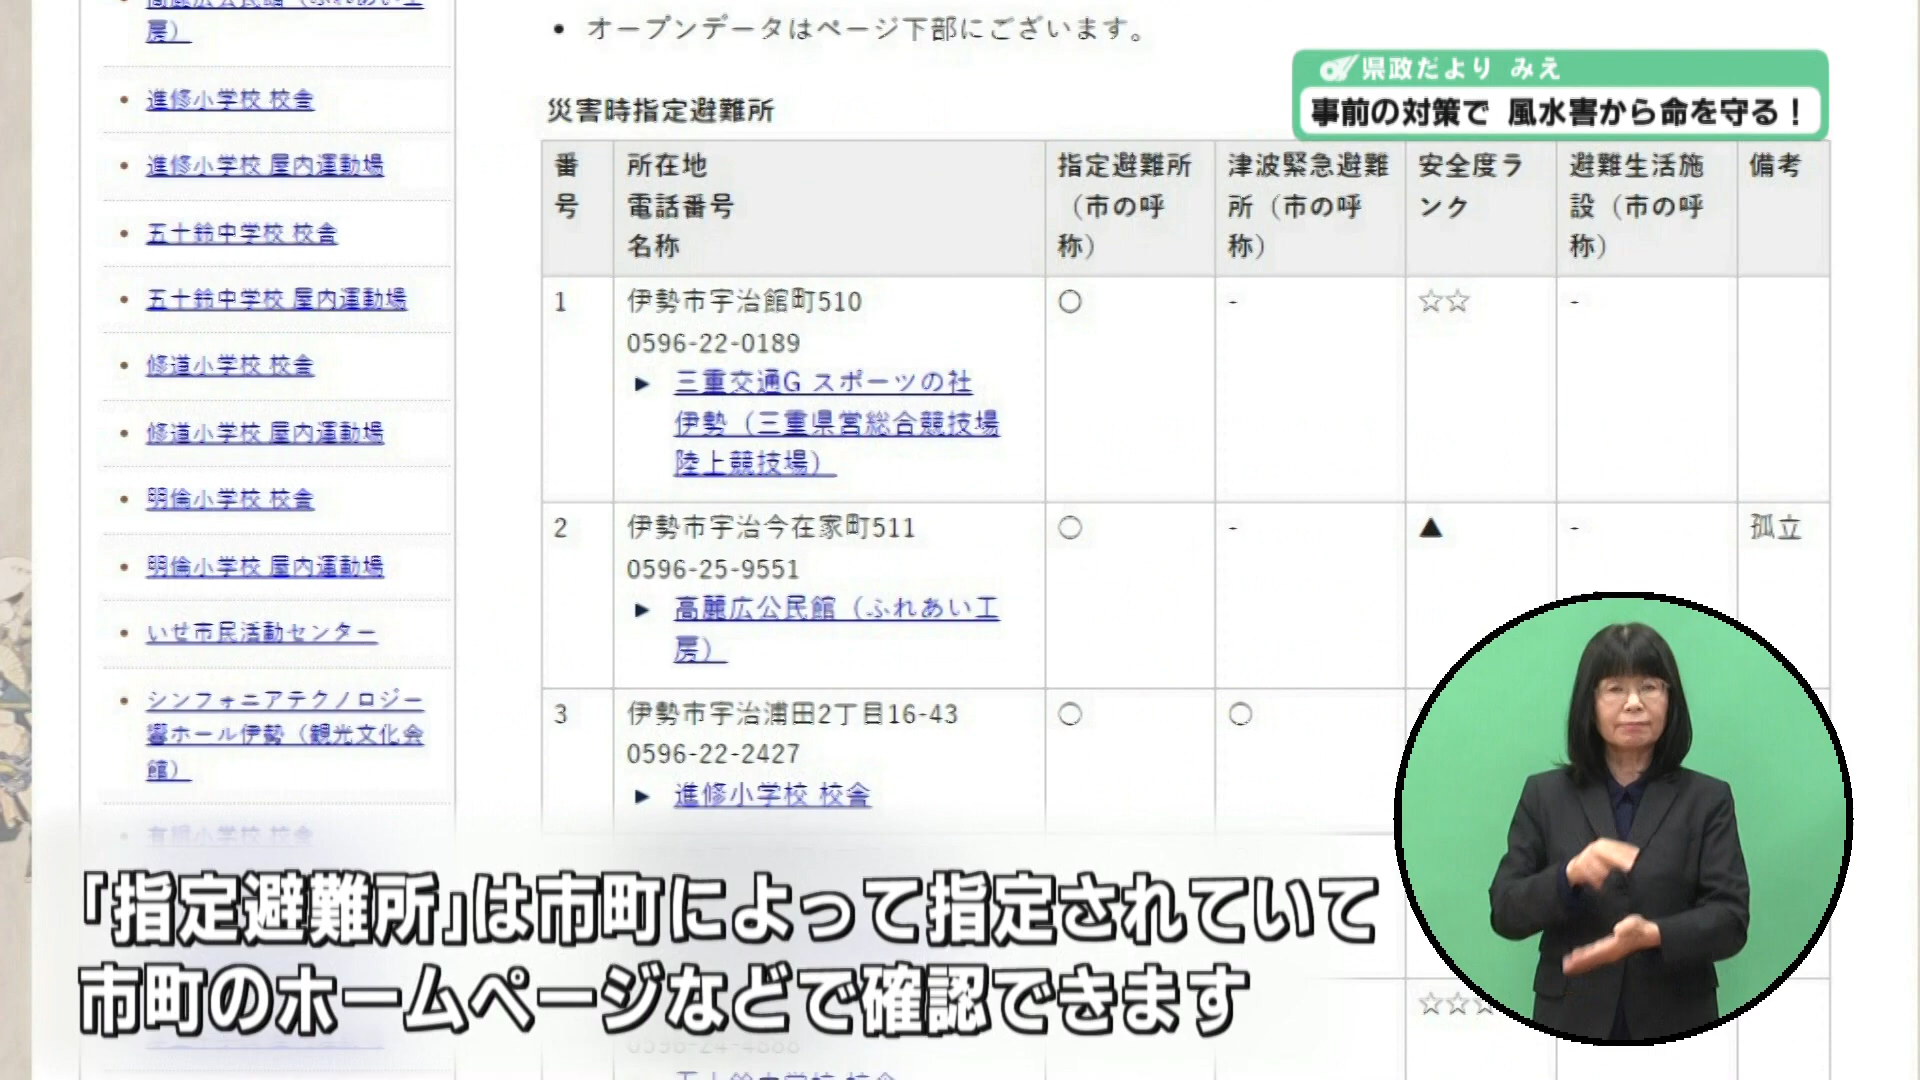 房）
進修小学校 校舎
進修小学校 屋内運動場
五十鈴中学校 校舎
五十鈴中学校 屋内運動場
修道小学校 校舎
修道小学校 屋内運動場
明倫小学校 校舎
明倫小学校 屋内運動場
いせ市民活動センター
シンフォニアテクノロジー
響ホール伊勢（観光文化会
館）
• オープンデータはページ下部にございます。
県政だより みえ
事前の対策で 風水害から命を守る！
災害時指定避難所
番号
所在地
電話番号
名称
指定避難所
（市の呼
称）
津波緊急避難
所（市の呼
称）
安全度ラ
ンク
避難生活施
設（市の呼
称）
備考
1
伊勢市宇治館町510
0596-22-0189
► 三重交通G スポーツの杜
伊勢（三重県営総合競技場
陸上競技場）
○
-
☆☆
-
2
伊勢市宇治今在家町511
0596-25-9551
► 高麗広公民館（ふれあい工
房）
○
-
▲
-
孤立
3
伊勢市宇治浦田2丁目16-43
0596-22-2427
► 進修小学校 校舎
○
○
☆☆☆
｢指定避難所｣は市町によって指定されていて
市町のホームページなどで確認できます